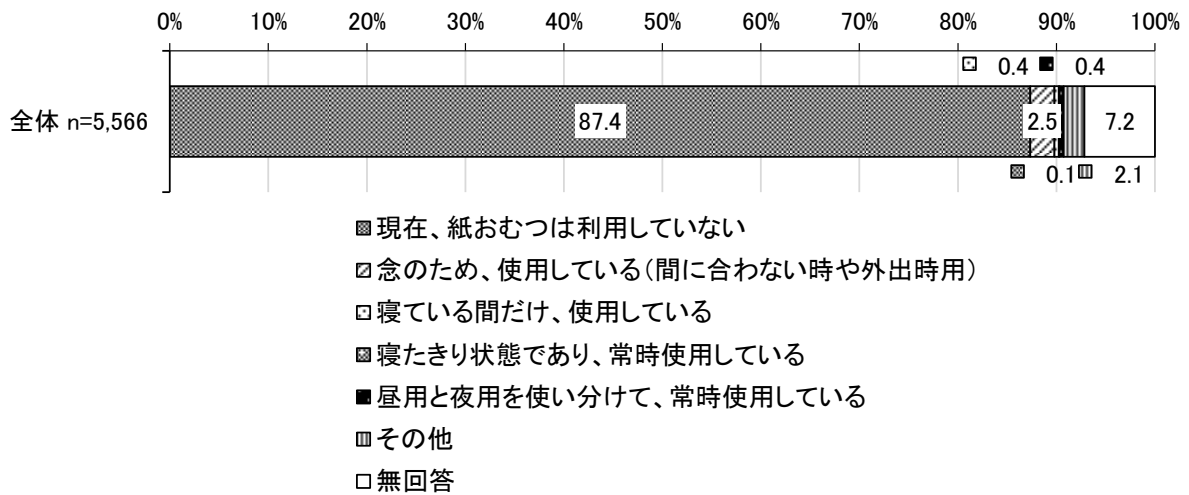 0% 10% 20% 30% 40% 50% 60% 70% 80% 90% 100%
0.4 0.4
全体 n=5,566 87.4 2.5 7.2
0.1 2.1
現在、紙おむつは利用していない
念のため、使用している(間に合わない時や外出時用)
寝ている間だけ、使用している
寝たきり状態であり、常時使用している
昼用と夜用を使い分けて、常時使用している
その他
無回答